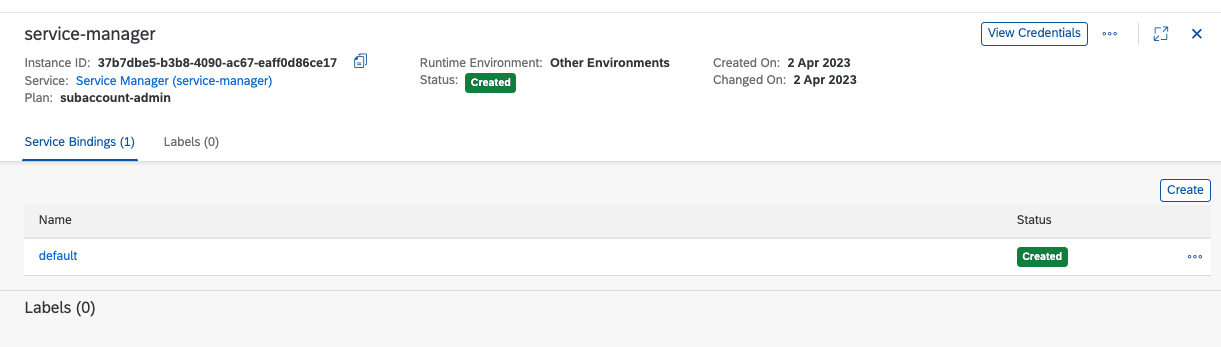 service-manager
View Credentials
Instance ID: 37b7dbe5-b3b8-4090-ac67-eaff0d86ce17
Runtime Environment: Other Environments
Created On: 2 Apr 2023
Service: Service Manager (service-manager)
Status: Created
Changed On: 2 Apr 2023
Plan: subaccount-admin
Service Bindings (1)
Labels (0)
Create
Name
Status
default
Created
Labels (0)